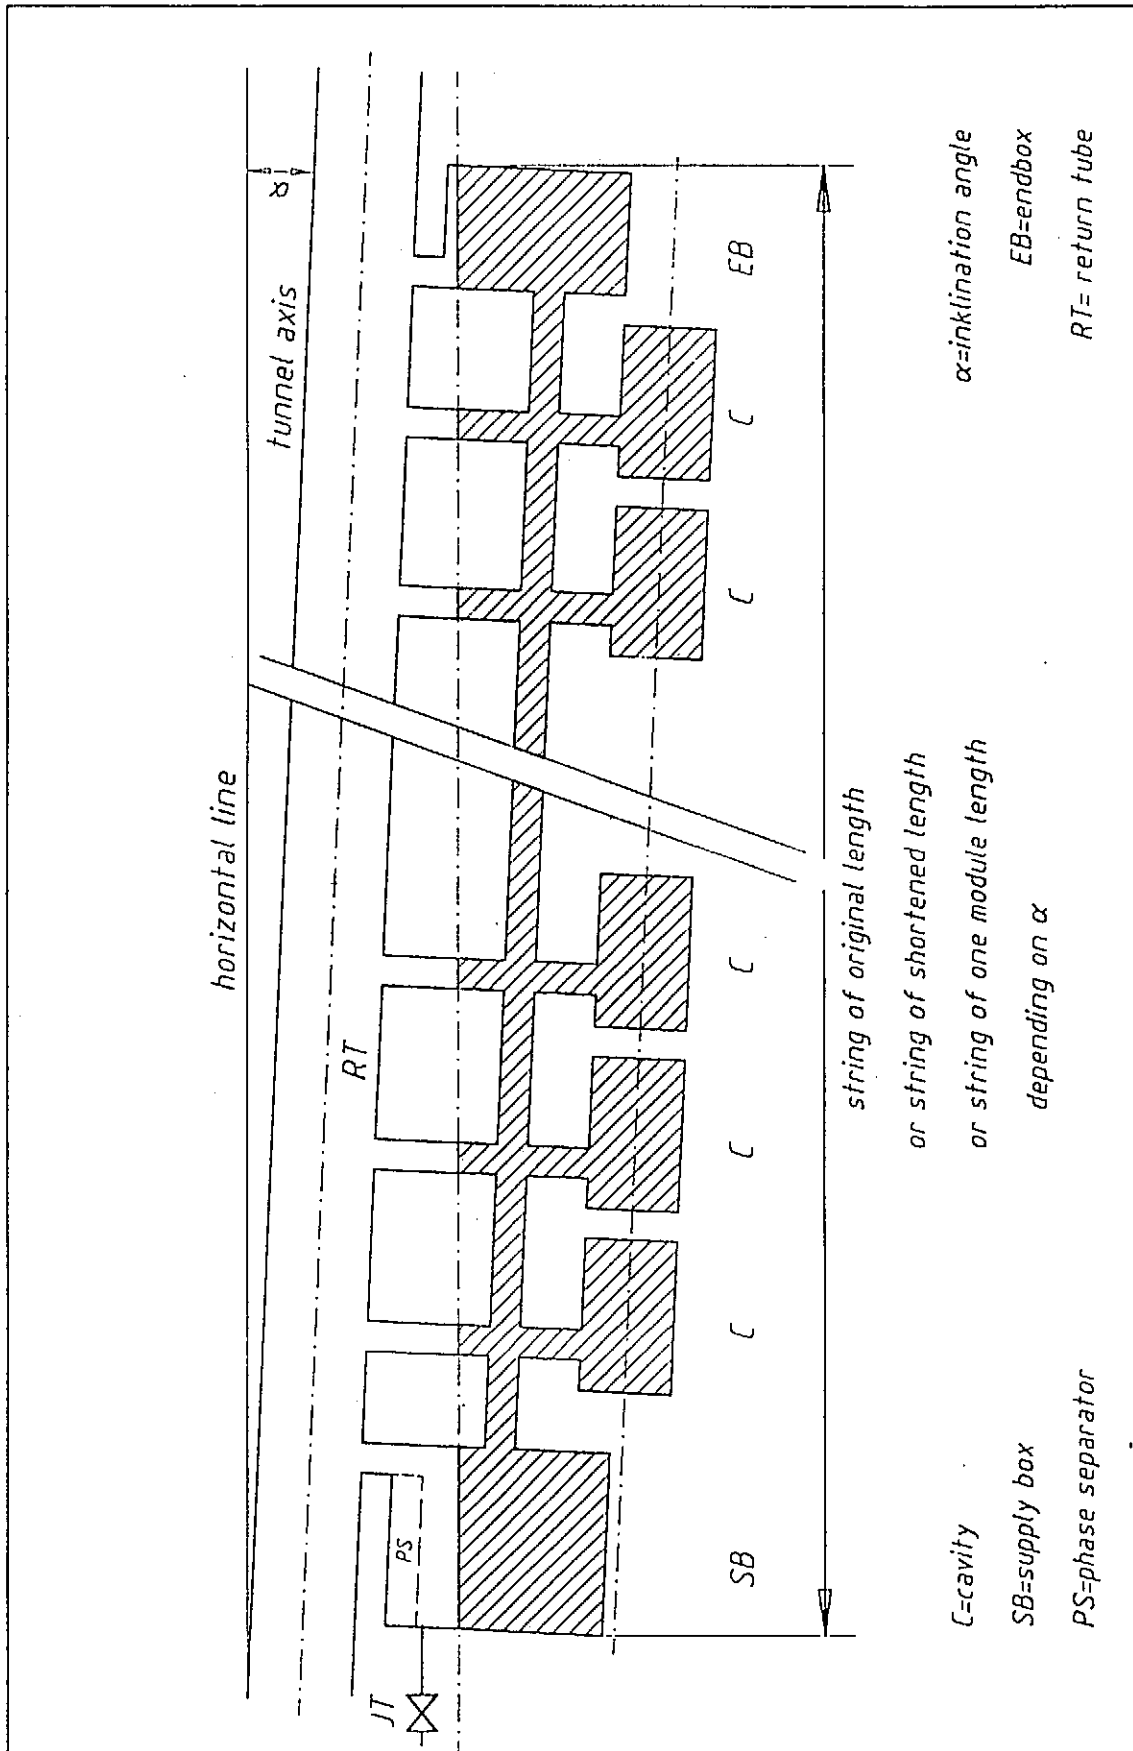 horizontal line
α
tunnel axis
RT
JT
PS
SB
C
C
C
C
C
EB
string of original length
or string of shortened length
or string of one module length
depending on α
C=cavity
SB=supply box
PS=phase separator
α=inklination angle
EB=endbox
RT= return tube